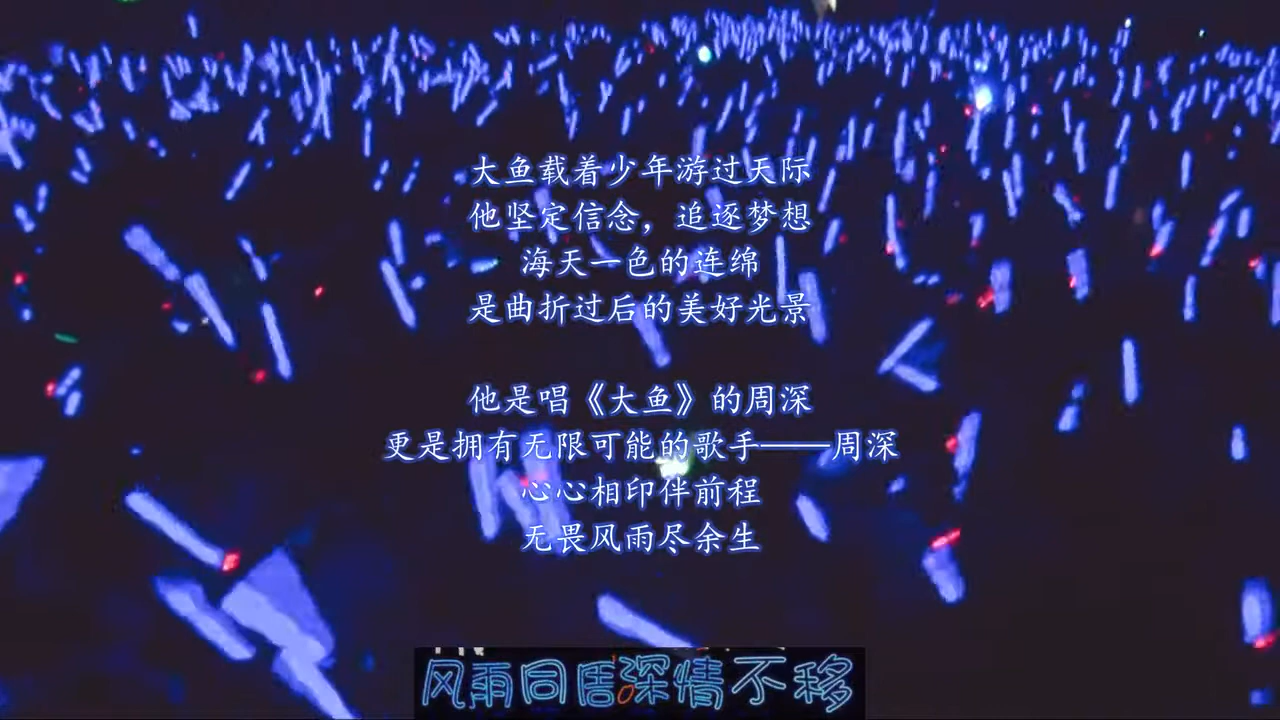 大鱼载着少年游过天际
他坚定信念，追逐梦想
海天一色的连绵
是曲折过后的美好光景
他是唱《大鱼》的周深
更是拥有无限可能的歌手——周深
心心相印伴前程
无畏风雨尽余生
风雨同周深情不移